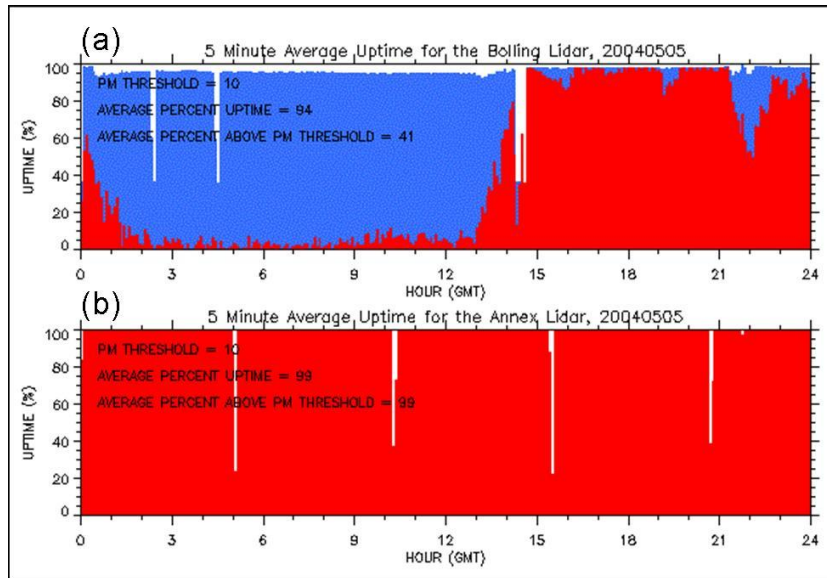 (a)
5 Minute Average Uptime for the Bolling Lidar, 20040505
PM THRESHOLD = 10
AVERAGE PERCENT UPTIME = 94
AVERAGE PERCENT ABOVE PM THRESHOLD = 41
UPTIME (%)
100
80
60
40
20
0
0 3 6 9 12 15 18 21 24
HOUR (GMT)
(b)
5 Minute Average Uptime for the Annex Lidar, 20040505
PM THRESHOLD = 10
AVERAGE PERCENT UPTIME = 99
AVERAGE PERCENT ABOVE PM THRESHOLD = 99
UPTIME (%)
100
80
60
40
20
0
0 3 6 9 12 15 18 21 24
HOUR (GMT)